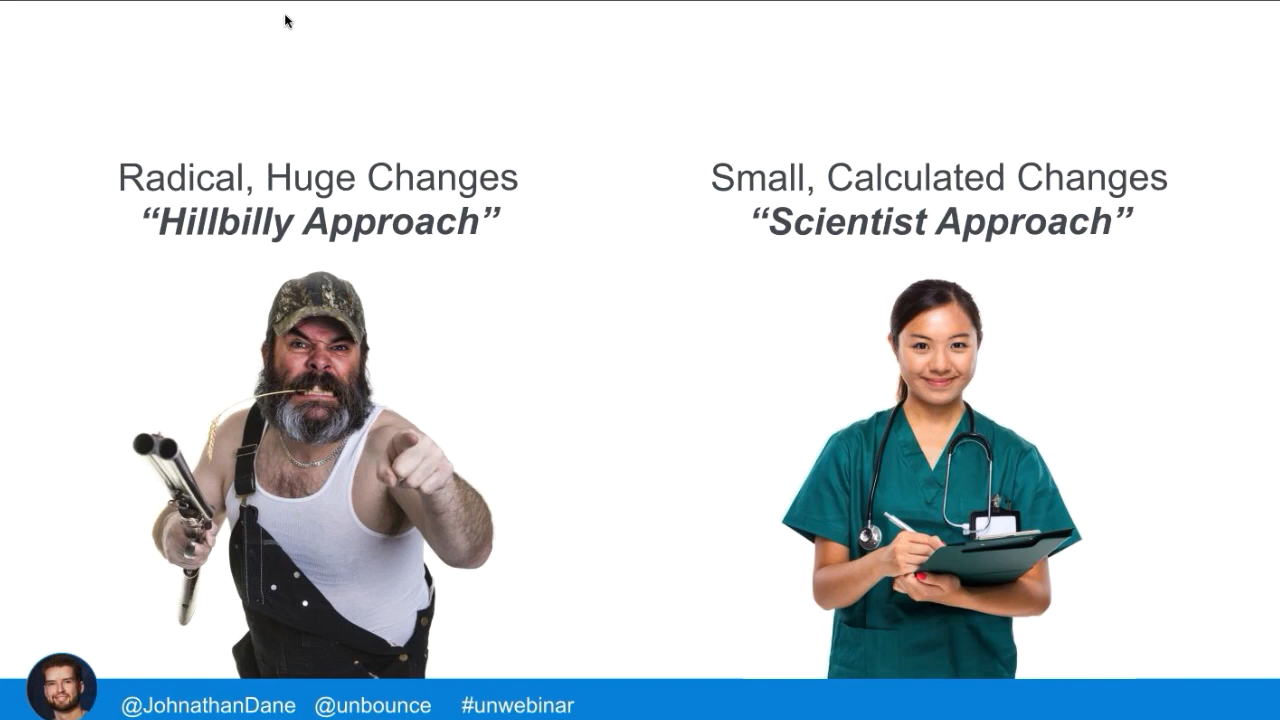 Radical, Huge Changes
“Hillbilly Approach”
Small, Calculated Changes
“Scientist Approach”
@JohnathanDane @unbounce #unwebinar